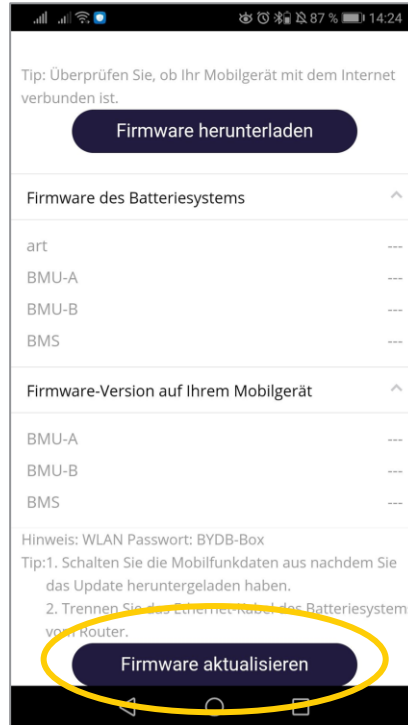 87 % 14:24
Tip: Überprüfen Sie, ob Ihr Mobilgerät mit dem Internet
verbunden ist.
Firmware herunterladen
Firmware des Batteriesystems
art ---
BMU-A ---
BMU-B ---
BMS ---
Firmware-Version auf Ihrem Mobilgerät
BMU-A ---
BMU-B ---
BMS ---
Hinweis: WLAN Passwort: BYDB-Box
Tip:1. Schalten Sie die Mobilfunkdaten aus nachdem Sie
das Update heruntergeladen haben.
2. Trennen Sie das Ethernet-Kabel des Batteriesystems
vom Router.
Firmware aktualisieren